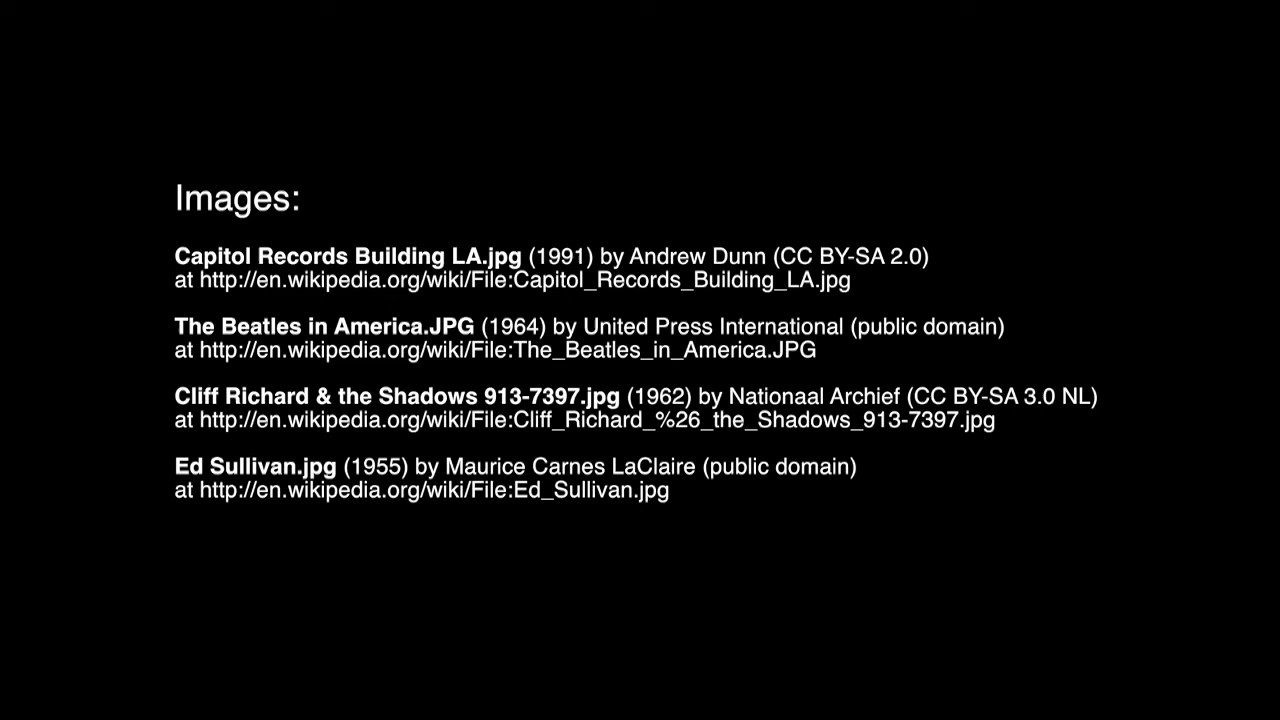 Images:
Capitol Records Building LA.jpg (1991) by Andrew Dunn (CC BY-SA 2.0)
at http://en.wikipedia.org/wiki/File:Capitol_Records_Building_LA.jpg
The Beatles in America.JPG (1964) by United Press International (public domain)
at http://en.wikipedia.org/wiki/File:The_Beatles_in_America.JPG
Cliff Richard & the Shadows 913-7397.jpg (1962) by Nationaal Archief (CC BY-SA 3.0 NL)
at http://en.wikipedia.org/wiki/File:Cliff_Richard_%26_the_Shadows_913-7397.jpg
Ed Sullivan.jpg (1955) by Maurice Carnes LaClaire (public domain)
at http://en.wikipedia.org/wiki/File:Ed_Sullivan.jpg